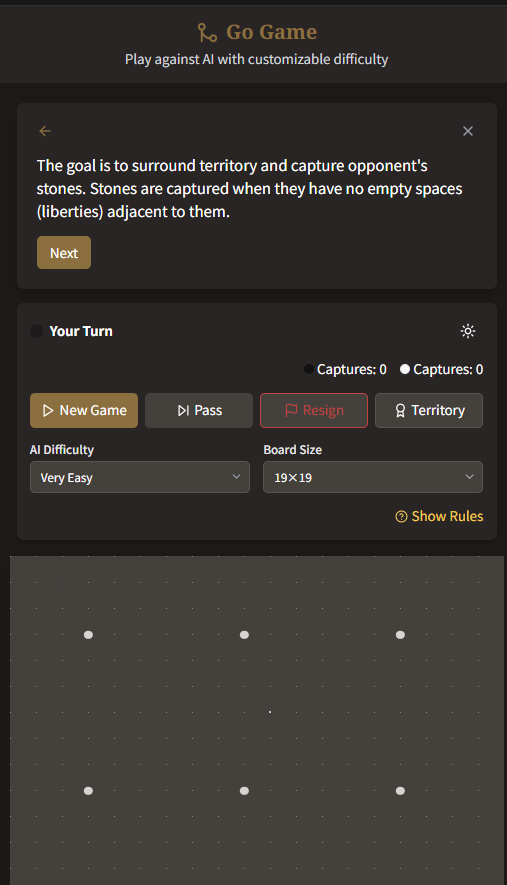 Go Game
Play against AI with customizable difficulty
The goal is to surround territory and capture opponent's
stones. Stones are captured when they have no empty spaces
(liberties) adjacent to them.
Next
Your Turn
Captures: 0 Captures: 0
New Game Pass Resign Territory
AI Difficulty Board Size
Very Easy 19×19
Show Rules